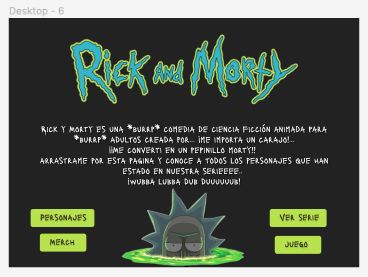 Desktop - 6
RICK AND MORTY
RICK Y MORTY ES UNA *BURRP* COMEDIA DE CIENCIA FICCIÓN ANIMADA PARA
*BURRP* ADULTOS CREADA POR... ¡ME IMPORTA UN CARAJO!...
¡¡ME CONVERTI EN UN PEPINILLO MORTY!!
ARRASTRAME POR ESTA PAGINA Y CONOCE A TODOS LOS PERSONAJES QUE HAN
ESTADO EN NUESTRA SERIEEEE..
¡WUBBA LUBBA DUB DUUUUUUB!
PERSONAJES
VER SERIE
MERCH
JUEGO